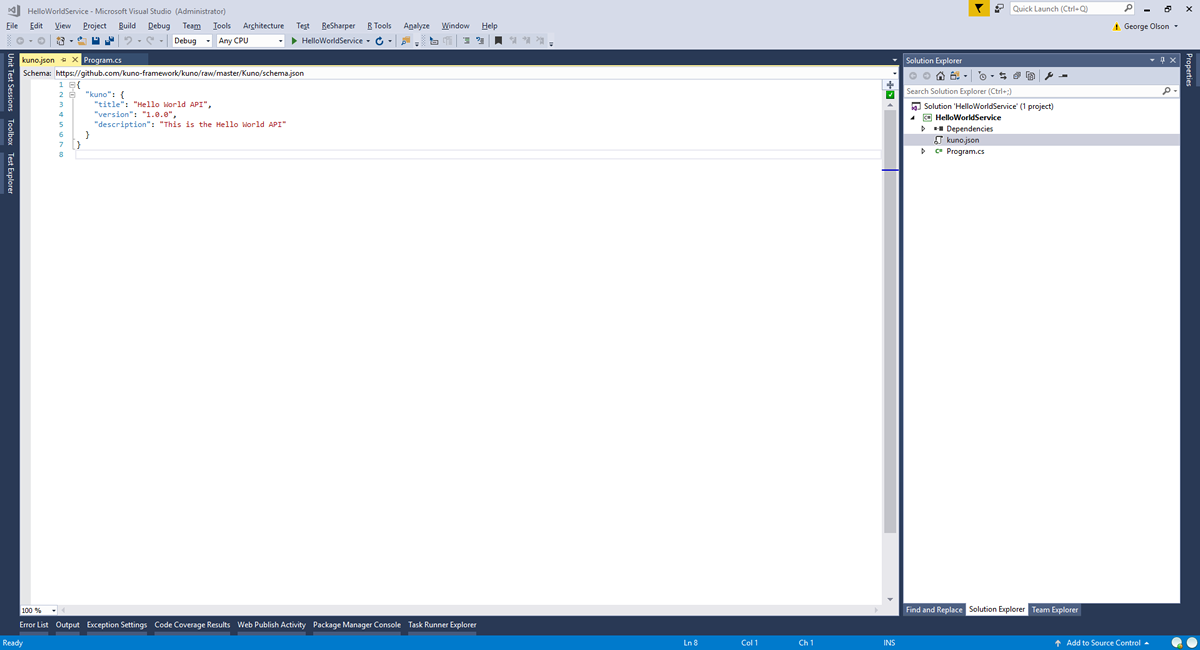 HelloWorldService - Microsoft Visual Studio (Administrator)
Quick Launch (Ctrl+Q)
File Edit View Project Build Debug Team Tools Architecture Test ReSharper R Tools Analyze Window Help
George Olson
Debug Any CPU HelloWorldService
Unit Test Sessions
Toolbox
Test Explorer
kuno.json Program.cs
Schema: https://github.com/kuno-framework/kuno/raw/master/Kuno/schema.json
1 {
2 "kuno": {
3 "title": "Hello World API",
4 "version": "1.0.0",
5 "description": "This is the Hello World API"
6 }
7 }
8
100 %
Solution Explorer
Search Solution Explorer (Ctrl+;)
Solution 'HelloWorldService' (1 project)
HelloWorldService
Dependencies
kuno.json
C# Program.cs
Find and Replace Solution Explorer Team Explorer
Properties
Error List Output Exception Settings Code Coverage Results Web Publish Activity Package Manager Console Task Runner Explorer
Ready Ln 8 Col 1 Ch 1 INS Add to Source Control